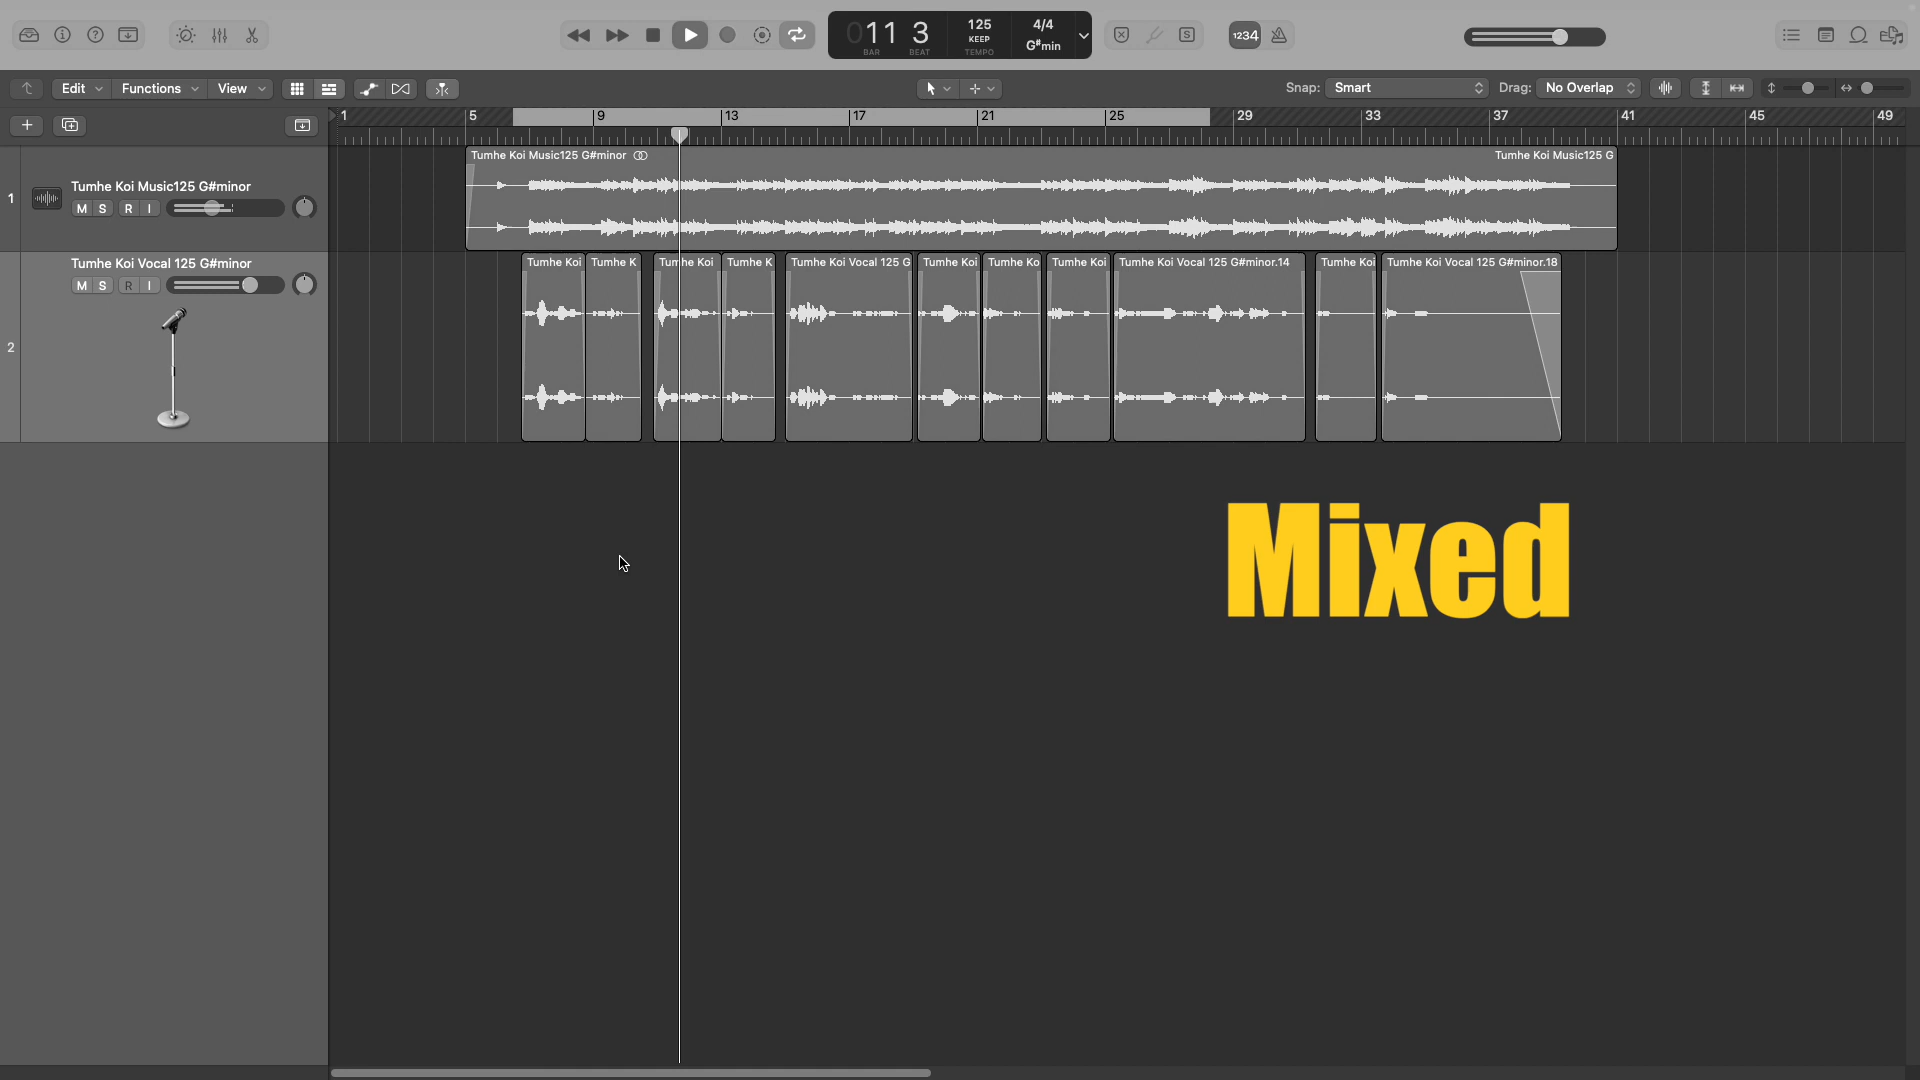 011 3
BAR BEAT
125
KEEP
TEMPO
4/4
G#min
S
1234
Edit
Functions
View
Snap: Smart
Drag: No Overlap
1 5 9 13 17 21 25 29 33 37 41 45 49
1
Tumhe Koi Music125 G#minor
M S R I
Tumhe Koi Music125 G#minor
Tumhe Koi Music125 G
2
Tumhe Koi Vocal 125 G#minor
M S R I
Tumhe Koi
Tumhe K
Tumhe Koi
Tumhe K
Tumhe Koi Vocal 125 G
Tumhe Koi
Tumhe Ko
Tumhe Koi
Tumhe Koi Vocal 125 G#minor.14
Tumhe Koi
Tumhe Koi Vocal 125 G#minor.18
Mixed